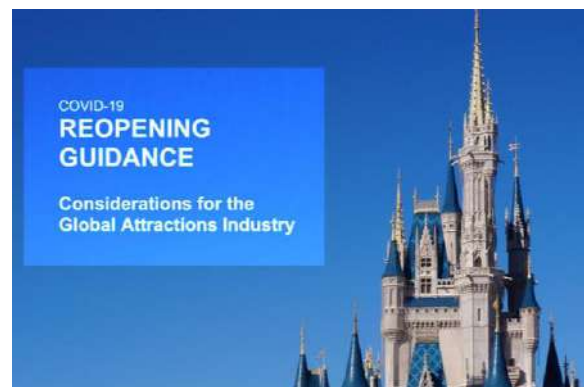 COVID-19
REOPENING
GUIDANCE
Considerations for the
Global Attractions Industry